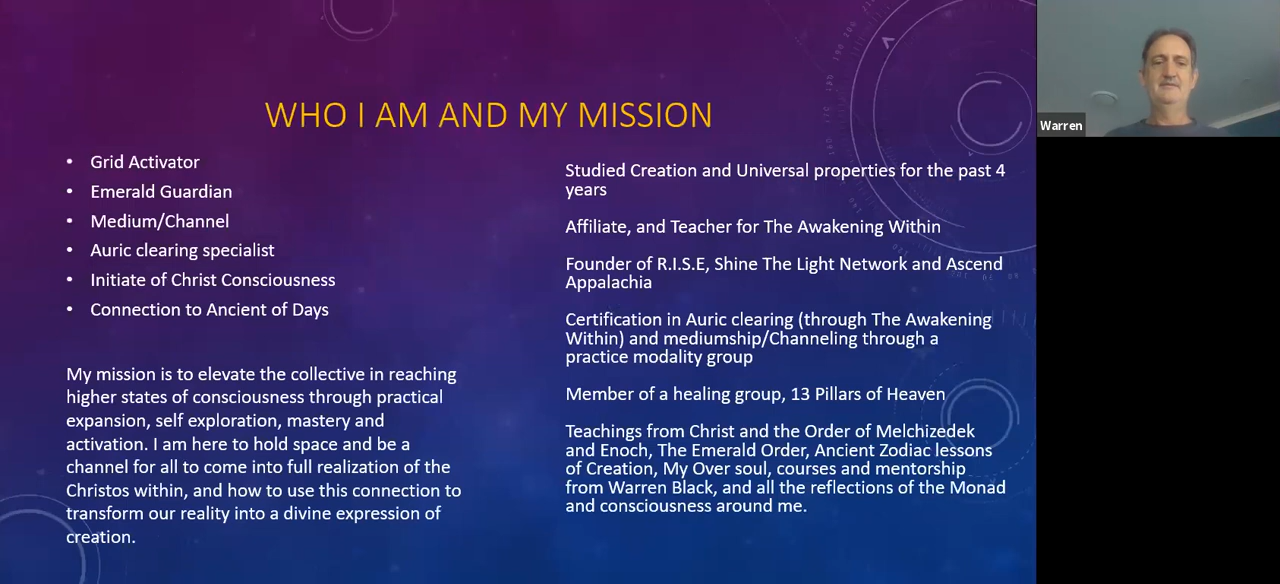 WHO I AM AND MY MISSION
• Grid Activator
• Emerald Guardian
• Medium/Channel
• Auric clearing specialist
• Initiate of Christ Consciousness
• Connection to Ancient of Days
My mission is to elevate the collective in reaching
higher states of consciousness through practical
expansion, self exploration, mastery and
activation. I am here to hold space and be a
channel for all to come into full realization of the
Christos within, and how to use this connection to
transform our reality into a divine expression of
creation.
Studied Creation and Universal properties for the past 4
years
Affiliate, and Teacher for The Awakening Within
Founder of R.I.S.E, Shine The Light Network and Ascend
Appalachia
Certification in Auric clearing (through The Awakening
Within) and mediumship/Channeling through a
practice modality group
Member of a healing group, 13 Pillars of Heaven
Teachings from Christ and the Order of Melchizedek
and Enoch, The Emerald Order, Ancient Zodiac lessons
of Creation, My Over soul, courses and mentorship
from Warren Black, and all the reflections of the Monad
and consciousness around me.
Warren